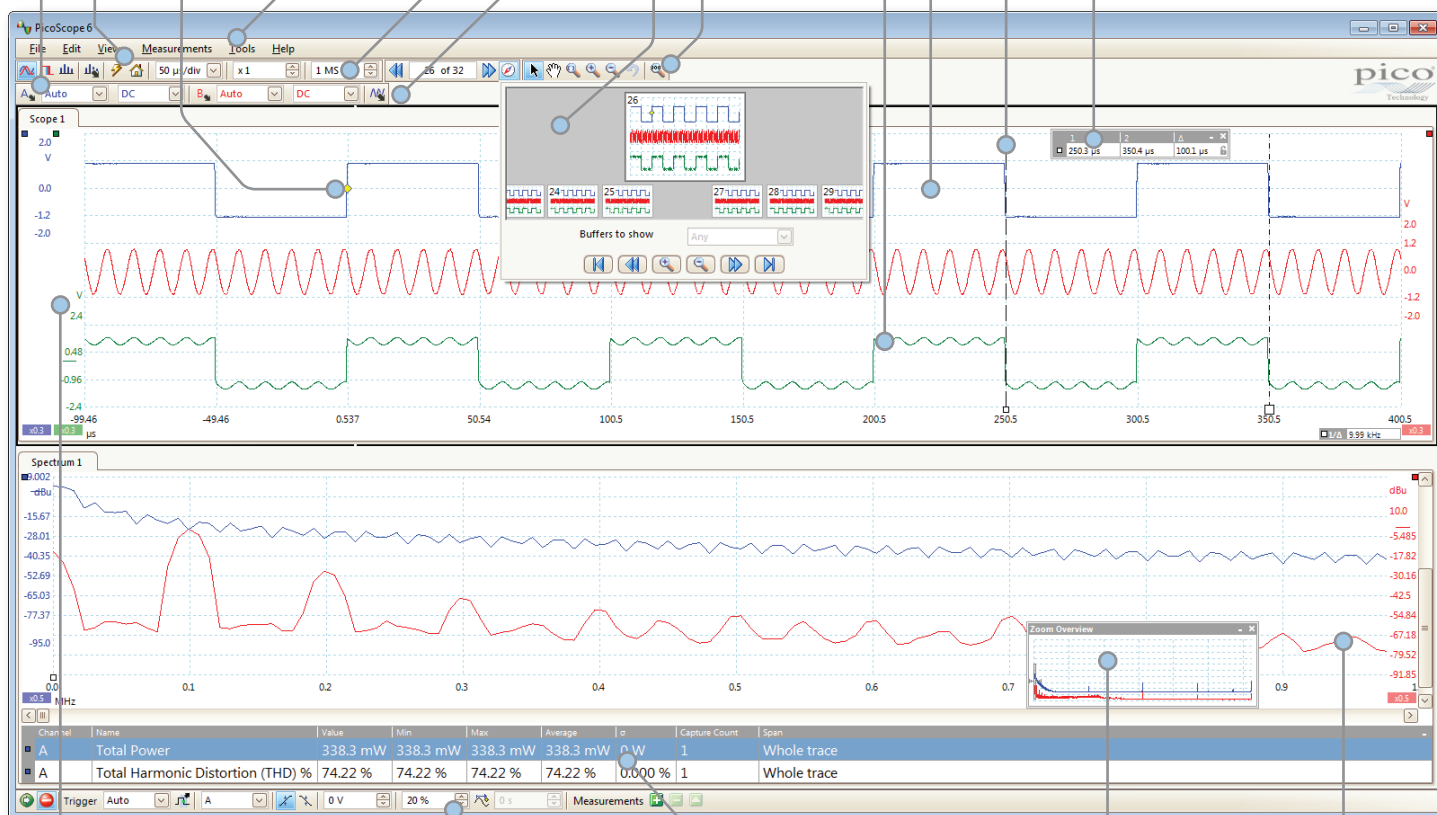 PicoScope 6
File Edit Views Measurements Tools Help
50 µs/div x 1 1 MS 26 of 32
pico
Technology
A Auto DC B Auto DC
Scope 1
2.0
V
0.0
-1.2
-2.0
26
24 25 27 28 29
Buffers to show Any
1 2 Δ
250.3 µs 350.4 µs 100.1 µs
V
2.0
1.2
0.0
-1.2
-2.0
V
2.4
0.48
-0.96
-2.4
-99.46 -49.46 0.537 50.54 100.5 150.5 200.5 250.5 300.5 350.5 400.5
x0.3 x0.3 µs
1/Δ 9.99 kHz x0.3
Spectrum 1
-9.002
dBu
-15.67
-28.01
-40.35
-52.69
-65.03
-77.37
-95.0
dBu
10.0
-5.485
-17.82
-30.16
-42.5
-54.84
-67.18
-79.52
-91.85
Zoom Overview
0.0 0.1 0.2 0.3 0.4 0.5 0.6 0.7 0.9 1
x0.5 MHz x0.5
Channel Name Value Min Max Average σ Capture Count Span
A Total Power 338.3 mW 338.3 mW 338.3 mW 338.3 mW 0 W 1 Whole trace
A Total Harmonic Distortion (THD) % 74.22 % 74.22 % 74.22 % 74.22 % 0.000 % 1 Whole trace
Trigger Auto A 0 V 20 % 0 s Measurements